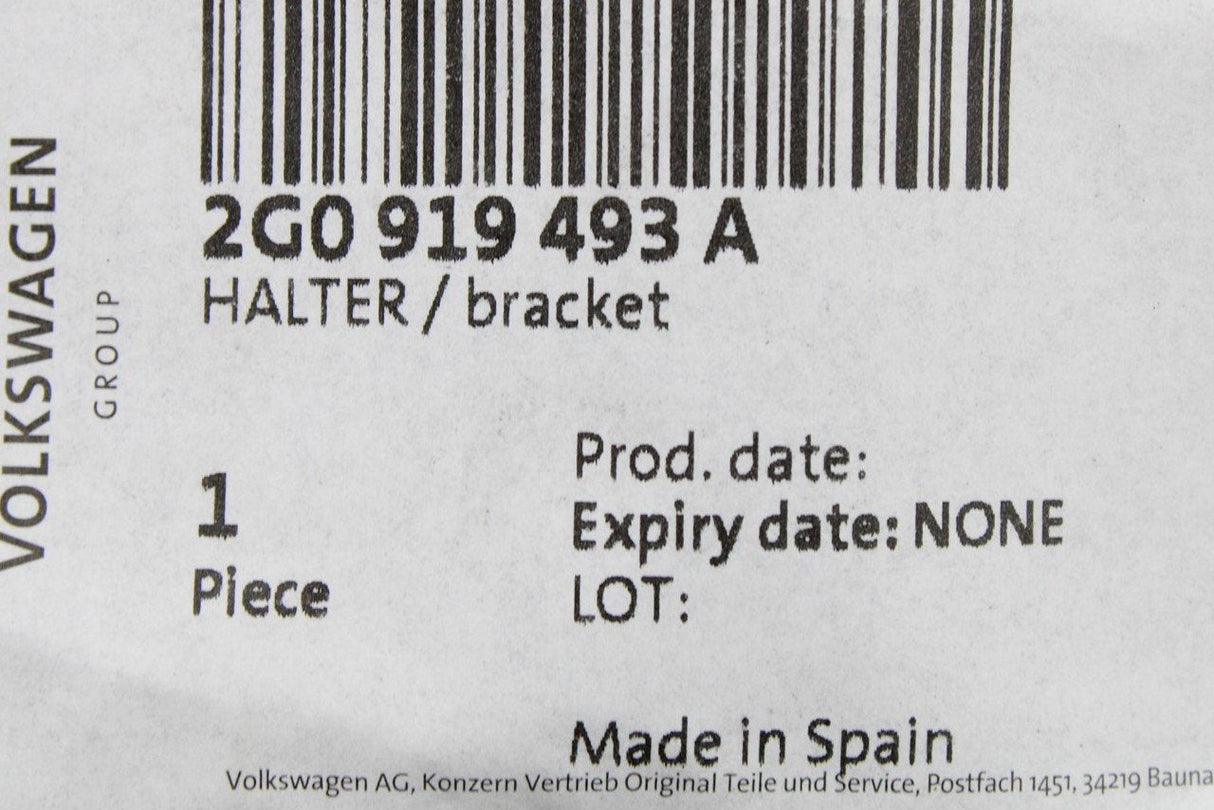 VOLKSWAGEN
GROUP
2G0 919 493 A
HALTER / bracket
1
Piece
Prod. date:
Expiry date: NONE
LOT:
Made in Spain
Volkswagen AG, Konzern Vertrieb Original Teile und Service, Postfach 1451, 34219 Bauna